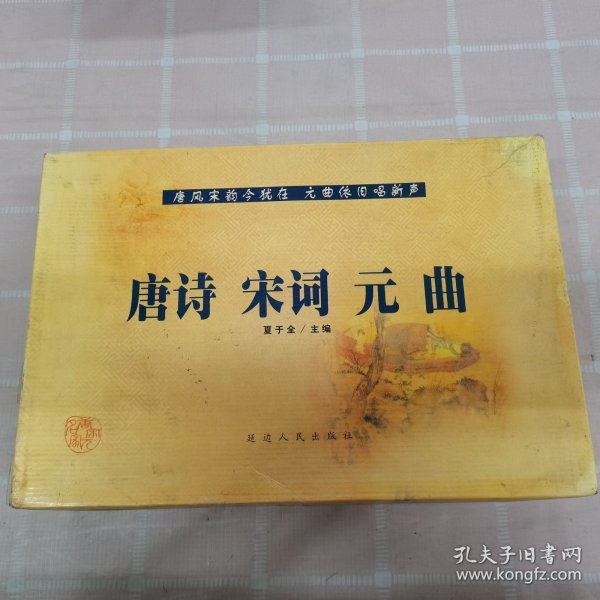 唐风宋韵今犹在 元曲依旧唱新声
唐诗 宋词 元 曲
夏于全/主编
延边人民出版社
孔夫子旧书网
www.kongfz.com